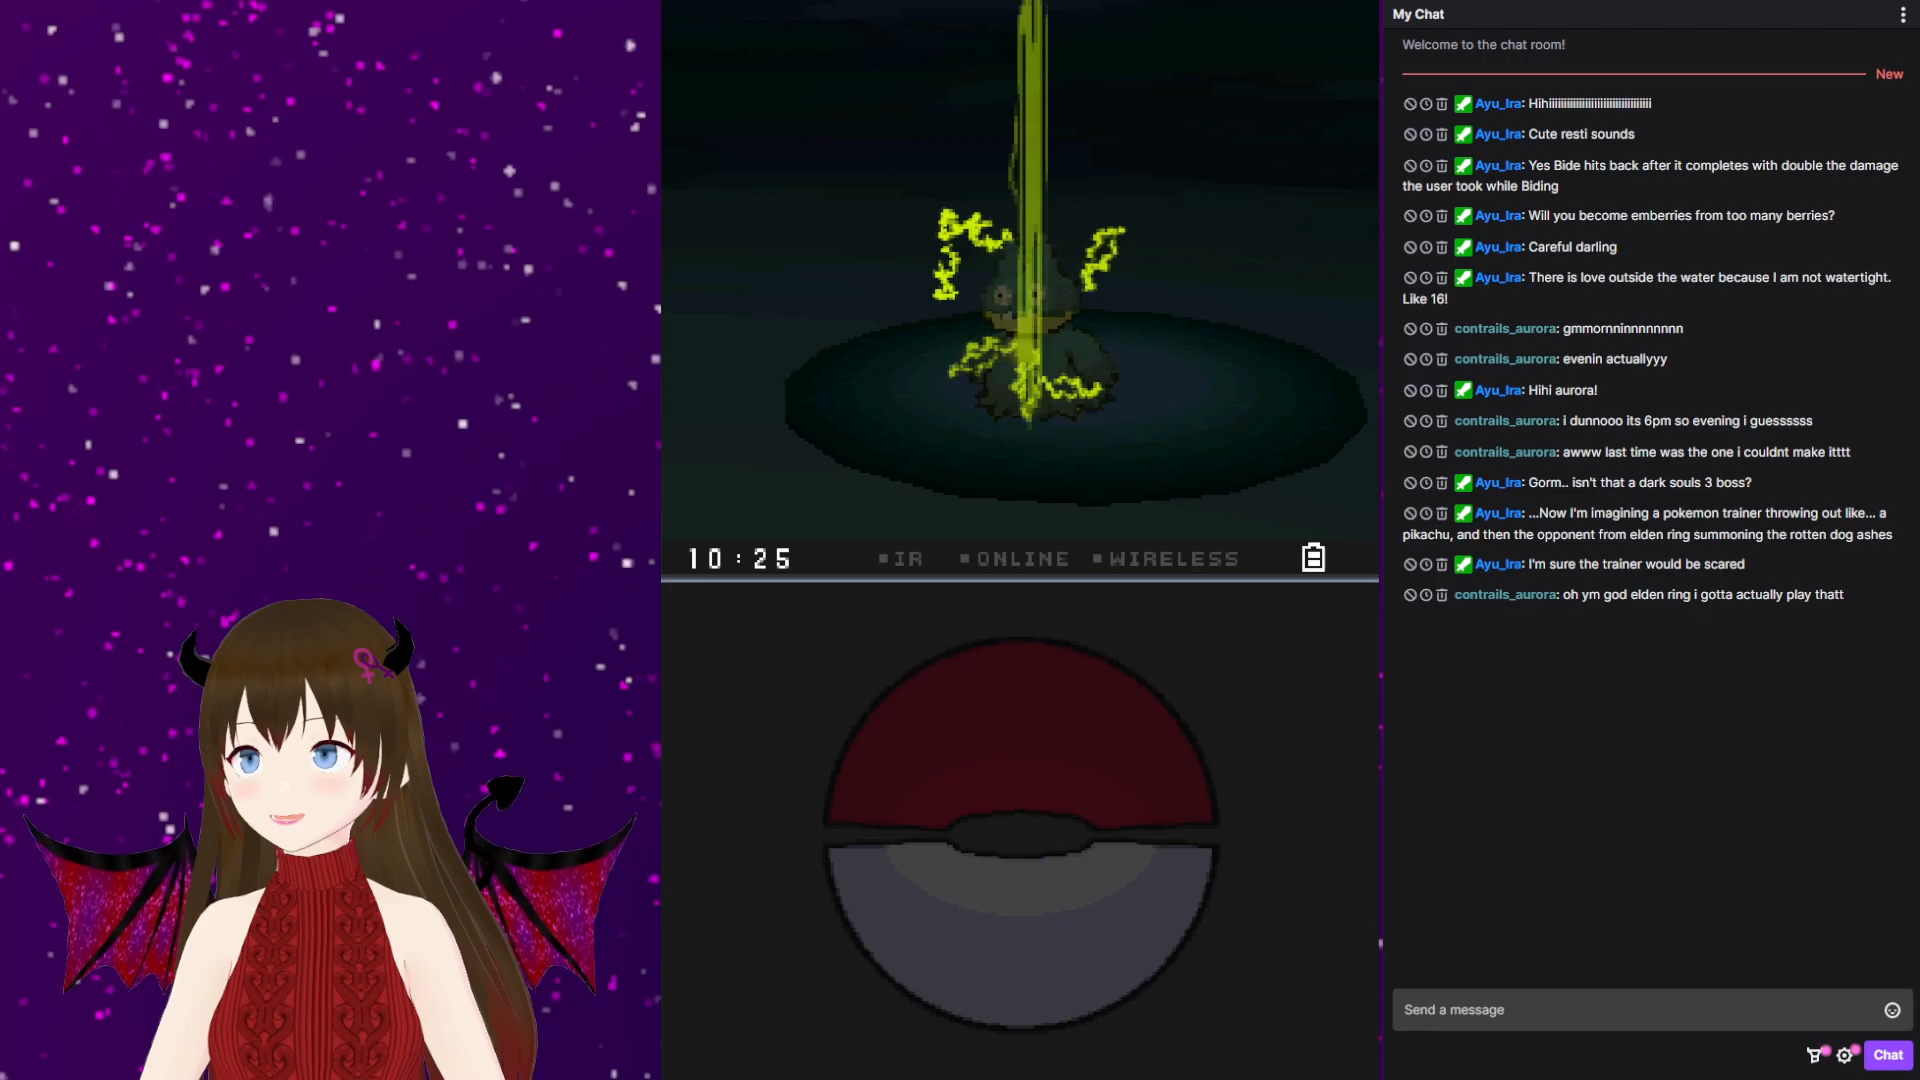 My Chat
Welcome to the chat room!
New
Ayu_Ira: Hihiiiiiiiiiiiiiiiiiiiiiiiiiiiiiiiiii
Ayu_Ira: Cute resti sounds
Ayu_Ira: Yes Bide hits back after it completes with double the damage
the user took while Biding
Ayu_Ira: Will you become emberries from too many berries?
Ayu_Ira: Careful darling
Ayu_Ira: There is love outside the water because I am not watertight.
Like 16!
contrails_aurora: gmmornninnnnnnnn
contrails_aurora: evenin actuallyyy
Ayu_Ira: Hihi aurora!
contrails_aurora: i dunnooo its 6pm so evening i guessssss
contrails_aurora: awww last time was the one i couldnt make itttt
Ayu_Ira: Gorm.. isn't that a dark souls 3 boss?
Ayu_Ira: ...Now I'm imagining a pokemon trainer throwing out like... a
pikachu, and then the opponent from elden ring summoning the rotten dog ashes
Ayu_Ira: I'm sure the trainer would be scared
contrails_aurora: oh ym god elden ring i gotta actually play thatt
10:25 IR ONLINE WIRELESS
Send a message
Chat